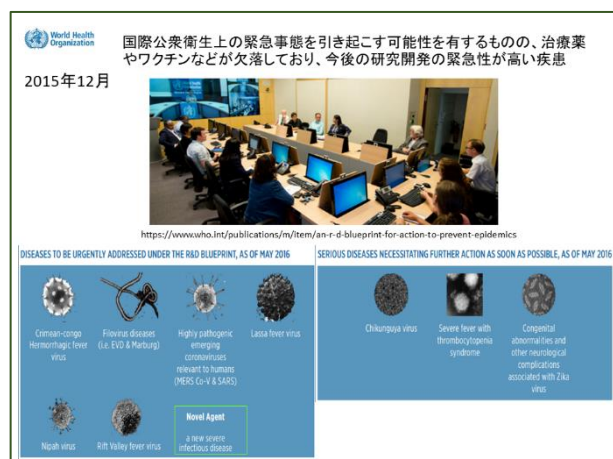 World Health
Organization
国際公衆衛生上の緊急事態を引き起こす可能性を有するものの、治療薬
やワクチンなどが欠落しており、今後の研究開発の緊急性が高い疾患
2015年12月
https://www.who.int/publications/m/item/an-r-d-blueprint-for-action-to-prevent-epidemics
DISEASES TO BE URGENTLY ADDRESSED UNDER THE R&D BLUEPRINT, AS OF MAY 2016
Crimean-congo
Hermorrhagic fever
virus
Filovirus diseases
(i.e. EVD & Marburg)
Highly pathogenic
emerging
coronaviruses
relevant to humans
(MERS Co-V & SARS)
Lassa fever virus
Nipah virus
Rift Valley fever virus
Novel Agent
a new severe
infectious disease
SERIOUS DISEASES NECESSITATING FURTHER ACTION AS SOON AS POSSIBLE, AS OF MAY 2016
Chikunguya virus
Severe fever with
thrombocytopenia
syndrome
Congenital
abnormalities and
other neurological
complications
associated with Zika
virus